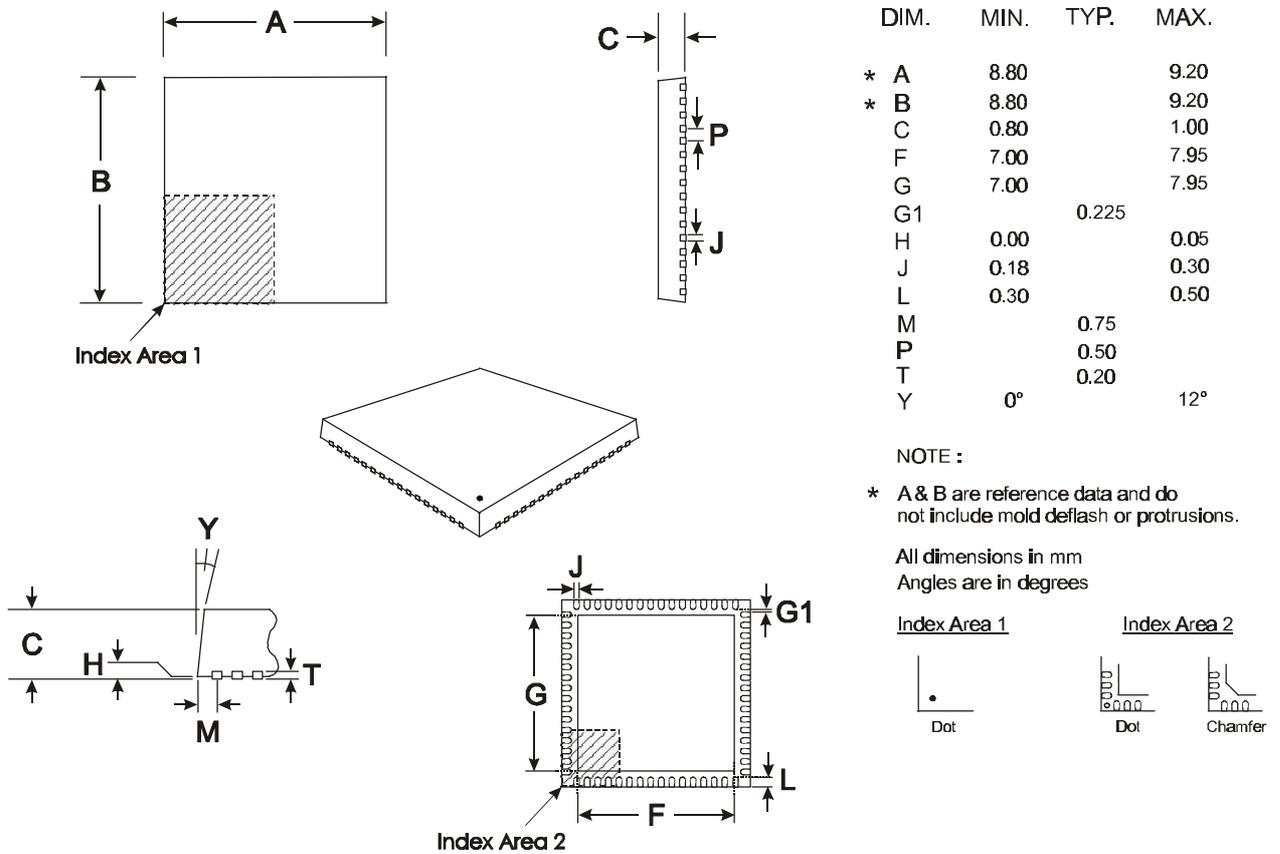 A
B
Index Area 1
C
P
J
DIM. MIN. TYP. MAX.
* A 8.80 9.20
* B 8.80 9.20
C 0.80 1.00
F 7.00 7.95
G 7.00 7.95
G1 0.225
H 0.00 0.05
J 0.18 0.30
L 0.30 0.50
M 0.75
P 0.50
T 0.20
Y 0° 12°
NOTE :
* A & B are reference data and do
not include mold deflash or protrusions.
All dimensions in mm
Angles are in degrees
Index Area 1
Dot
Index Area 2
Dot
Chamfer
Y
C
H
T
M
J
G1
G
L
F
Index Area 2